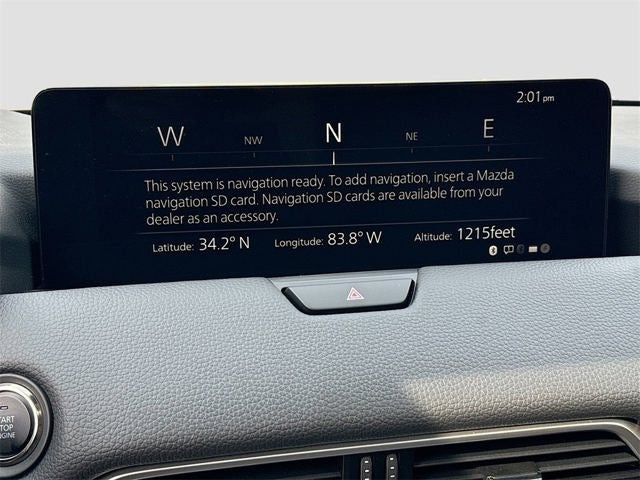 2:01pm
W NW N NE E
This system is navigation ready. To add navigation, insert a Mazda
navigation SD card. Navigation SD cards are available from your
dealer as an accessory.
Latitude: 34.2° N Longitude: 83.8° W Altitude: 1215feet
START
STOP
ENGINE